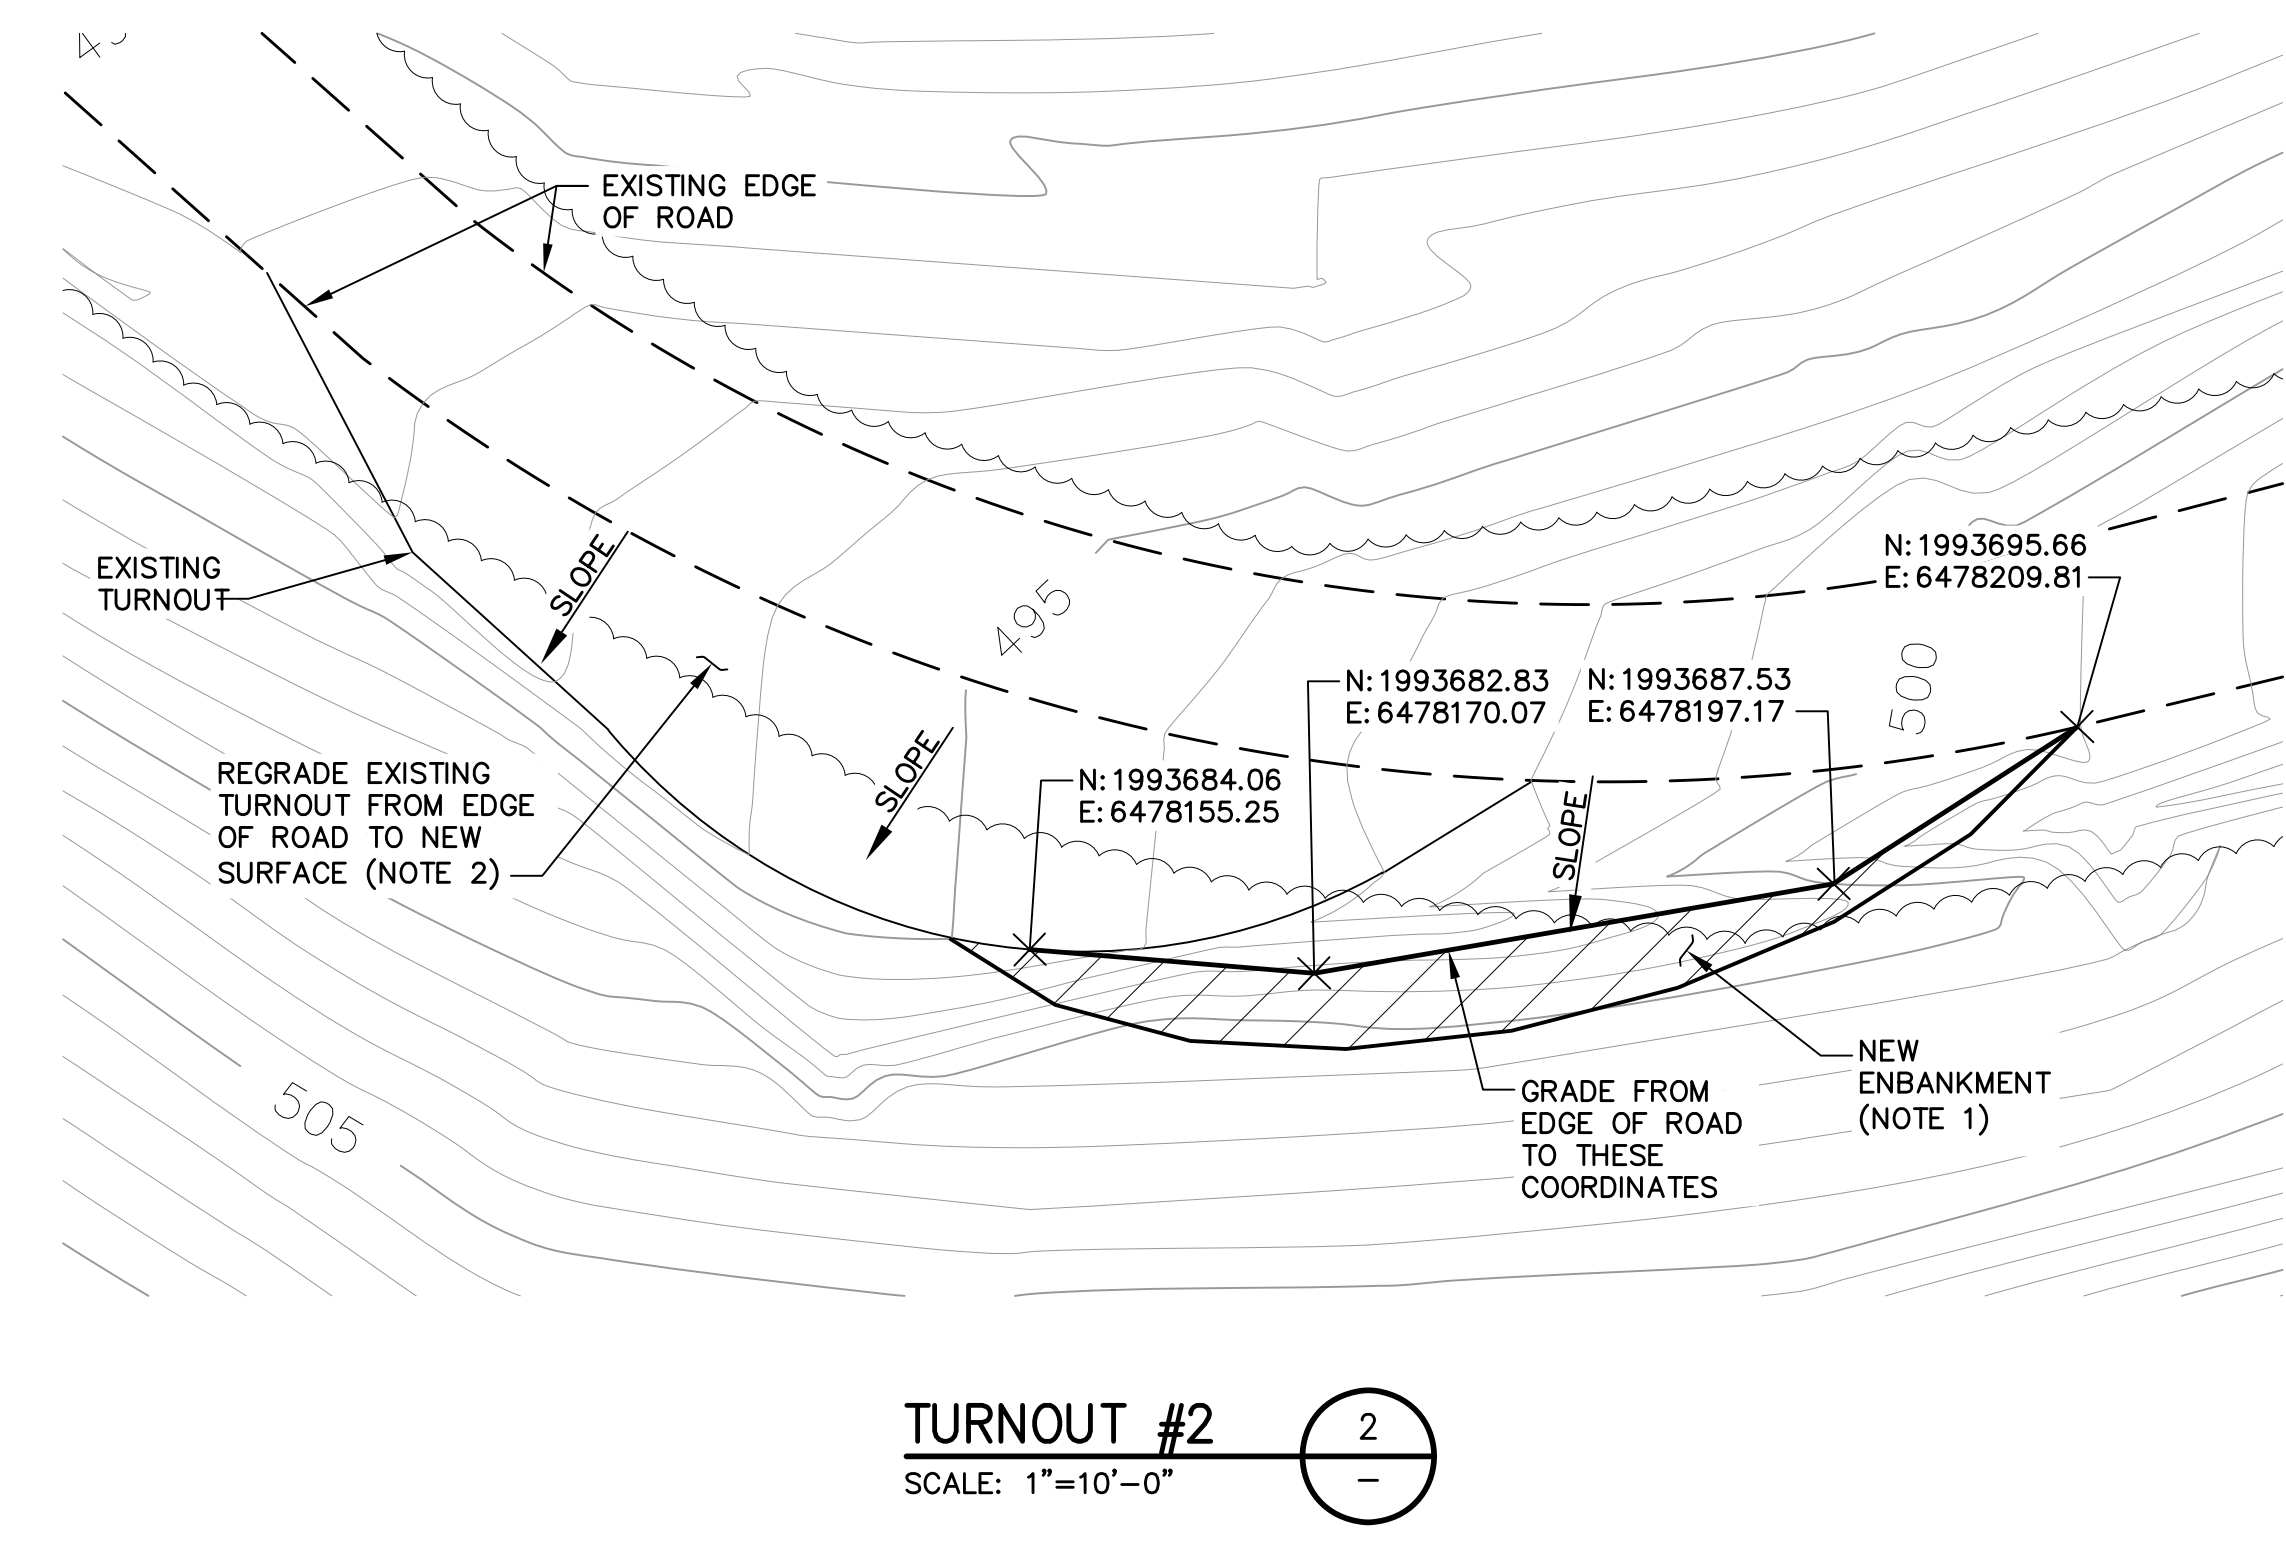 EXISTING EDGE
OF ROAD
EXISTING
TURNOUT
SLOPE
495
N: 1993695.66
E: 6478209.81
500
N: 1993682.83
E: 6478170.07
N: 1993687.53
E: 6478197.17
SLOPE
N: 1993684.06
E: 6478155.25
SLOPE
REGRADE EXISTING
TURNOUT FROM EDGE
OF ROAD TO NEW
SURFACE (NOTE 2)
NEW
ENBANKMENT
(NOTE 1)
GRADE FROM
EDGE OF ROAD
TO THESE
COORDINATES
505
TURNOUT #2
SCALE: 1"=10'-0"
2
–